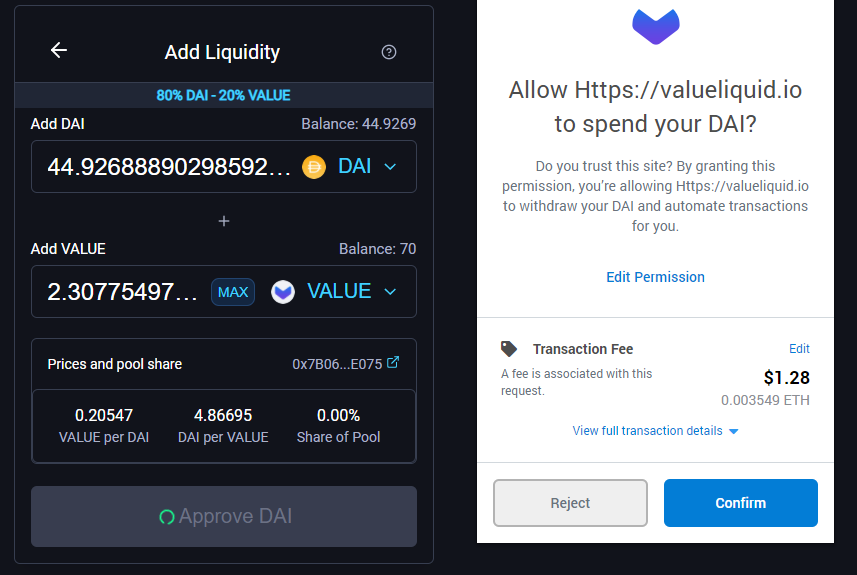 Add Liquidity
80% DAI - 20% VALUE
Add DAI
Balance: 44.9269
44.92688890298592...
DAI
+
Add VALUE
Balance: 70
2.30775497...
MAX
VALUE
Prices and pool share
0x7B06...E075
0.20547
4.86695
0.00%
VALUE per DAI
DAI per VALUE
Share of Pool
Approve DAI
Allow Https://valueliquid.io
to spend your DAI?
Do you trust this site? By granting this
permission, you're allowing Https://valueliquid.io
to withdraw your DAI and automate transactions
for you.
Edit Permission
Transaction Fee
Edit
A fee is associated with this
request.
$1.28
0.003549 ETH
View full transaction details
Reject
Confirm